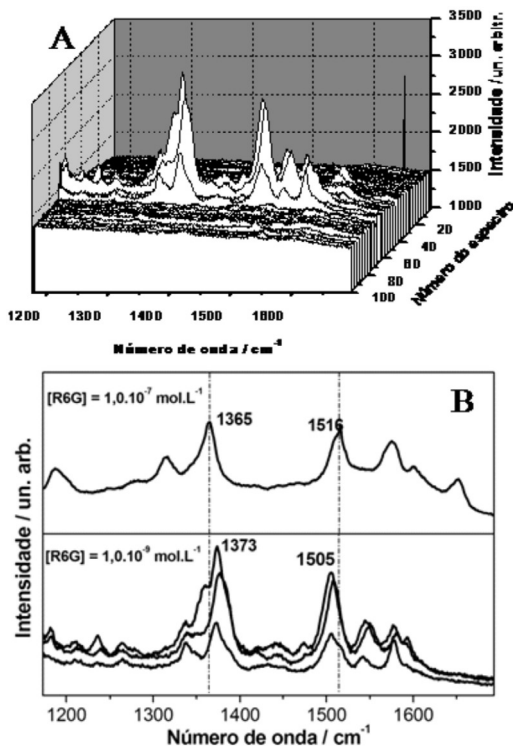 A
3500
3000
2500
2000
1500
1000
Intensidade / un. arbitr.
20
40
60
80
100
Número do espectro
1200 1300 1400 1500 1600
Número de onda / cm⁻¹
B
[R6G] = 1,0.10⁻⁷ mol.L⁻¹
1365
1516
[R6G] = 1,0.10⁻⁹ mol.L⁻¹
1373
1505
Intensidade / un. arb.
1200 1300 1400 1500 1600
Número de onda / cm⁻¹